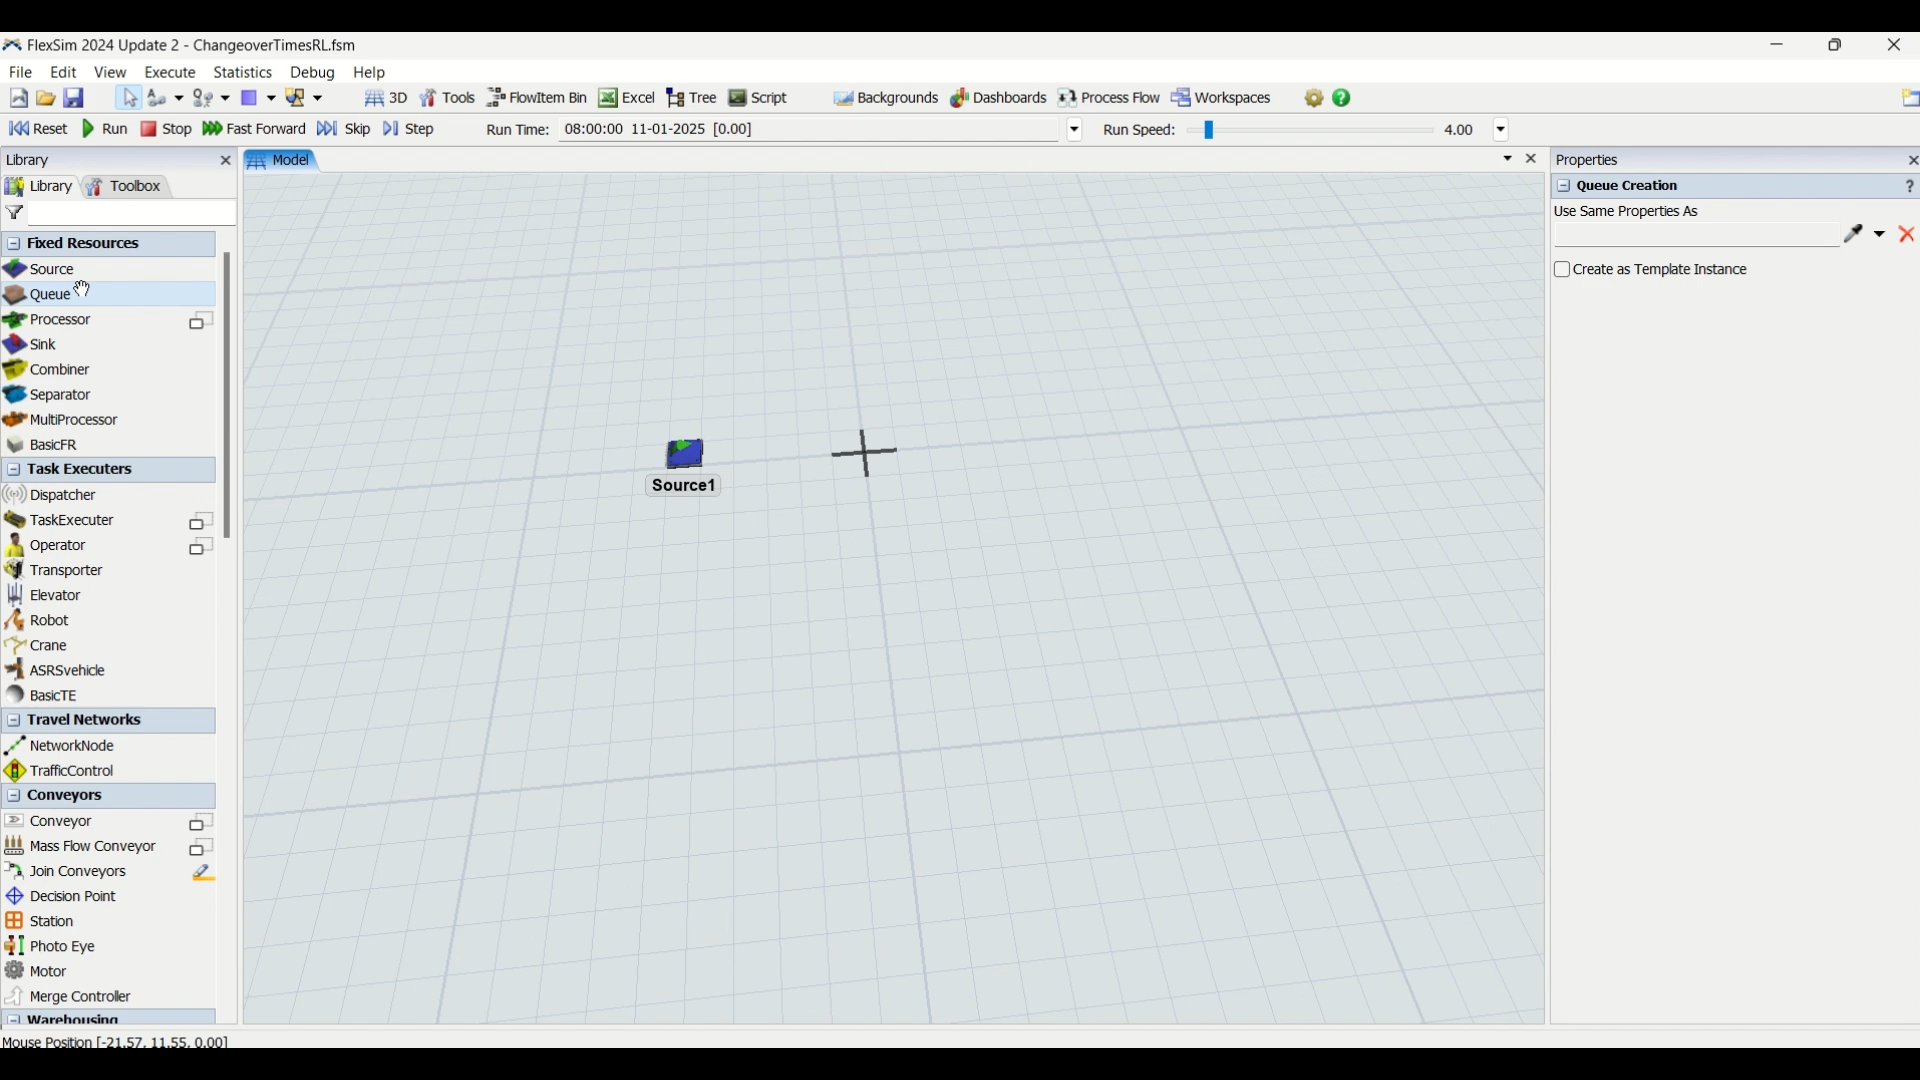 FlexSim 2024 Update 2 - ChangeoverTimesRL.fsm
File Edit View Execute Statistics Debug Help
3D Tools FlowItem Bin Excel Tree Script Backgrounds Dashboards Process Flow Workspaces
Reset Run Stop Fast Forward Skip Step Run Time: 08:00:00 11-01-2025 [0.00] Run Speed: 4.00
Library
Model
Properties
Library Toolbox
Queue Creation ?
Use Same Properties As
Create as Template Instance
Fixed Resources
Source
Queue
Processor
Sink
Combiner
Separator
MultiProcessor
BasicFR
Task Executers
Dispatcher
TaskExecuter
Operator
Transporter
Elevator
Robot
Crane
ASRSvehicle
BasicTE
Travel Networks
NetworkNode
TrafficControl
Conveyors
Conveyor
Mass Flow Conveyor
Join Conveyors
Decision Point
Station
Photo Eye
Motor
Merge Controller
Warehousing
Source1
Mouse Position [-21.57, 11.55, 0.00]